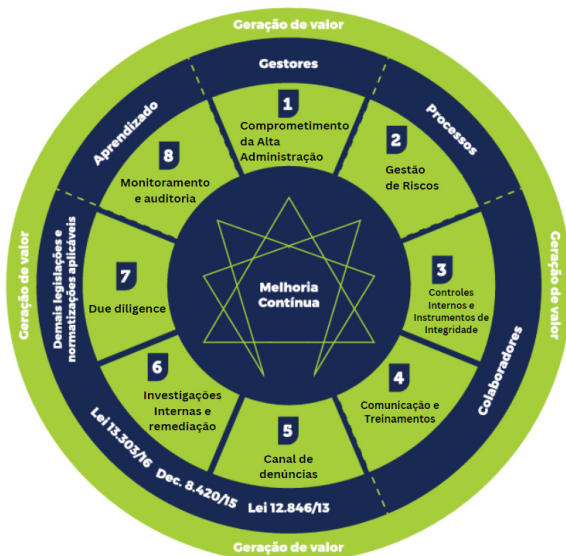 Geração de valor
Gestores
Processos
Colaboradores
Aprendizado
Demais legislações e
normatizações aplicáveis
Lei 13.303/16
Dec. 8.420/15
Lei 12.846/13
Geração de valor
Geração de valor
Geração de valor
1
Comprometimento
da Alta
Administração
2
Gestão
de Riscos
3
Controles
Internos e
Instrumentos de
Integridade
4
Comunicação e
Treinamentos
5
Canal de
denúncias
6
Investigações
Internas e
remediação
7
Due diligence
8
Monitoramento
e auditoria
Melhoria
Contínua